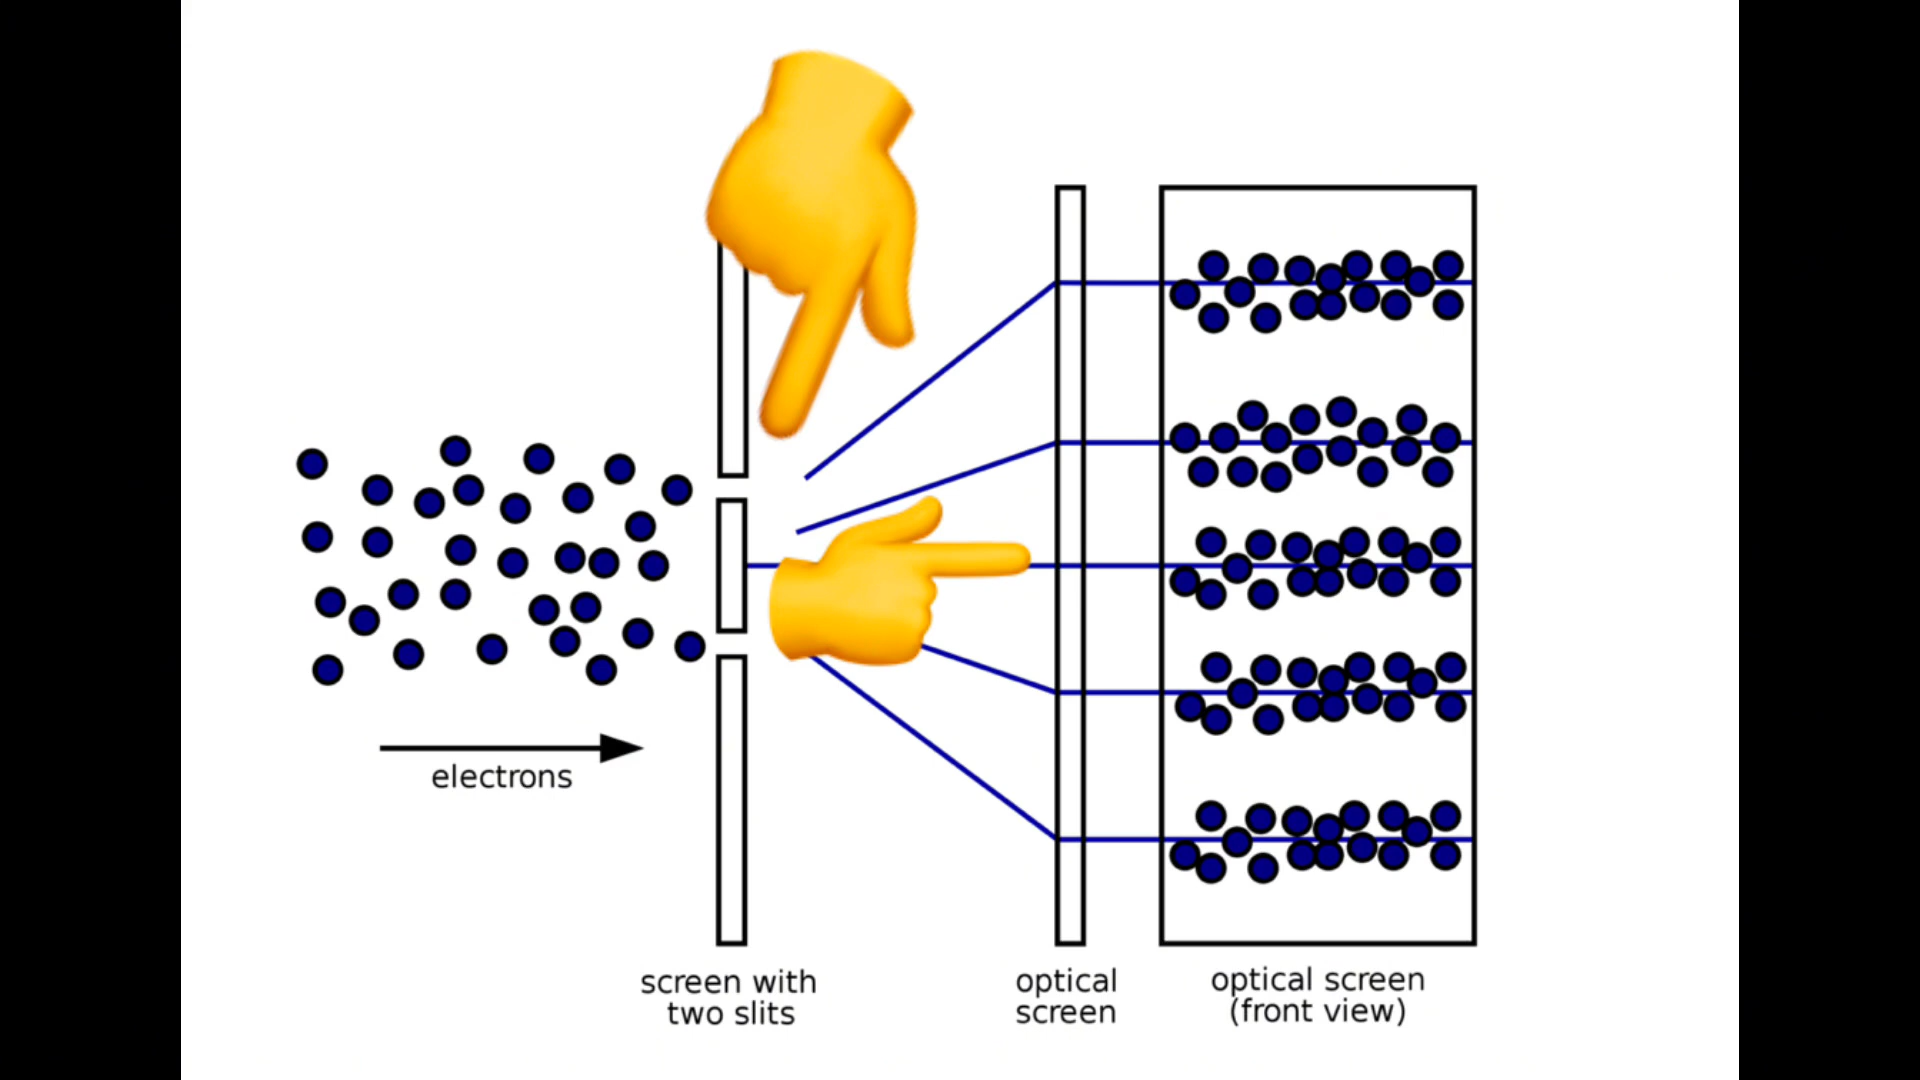 electrons
screen with
two slits
optical
screen
optical screen
(front view)